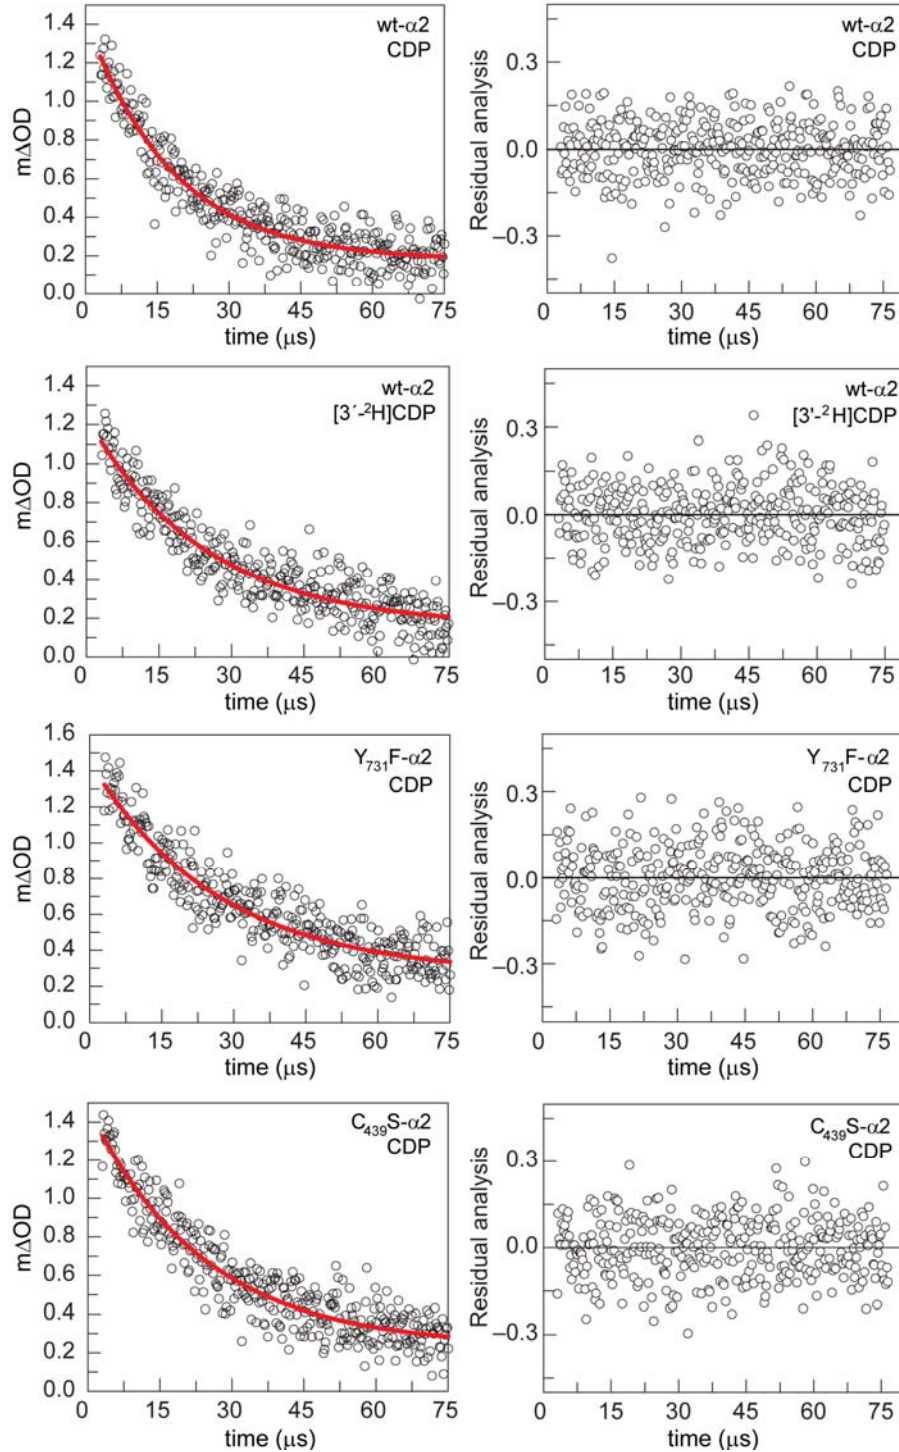 wt-α2
CDP
1.4
1.2
1.0
0.8
0.6
0.4
0.2
0.0
mΔOD
0 15 30 45 60 75
time (μs)
wt-α2
CDP
0.3
0.0
–0.3
Residual analysis
0 15 30 45 60 75
time (μs)
wt-α2
[3´-²H]CDP
1.4
1.2
1.0
0.8
0.6
0.4
0.2
0.0
mΔOD
0 15 30 45 60 75
time (μs)
wt-α2
[3'-²H]CDP
0.3
0.0
–0.3
Residual analysis
0 15 30 45 60 75
time (μs)
Y₇₃₁F-α2
CDP
1.6
1.4
1.2
1.0
0.8
0.6
0.4
0.2
0.0
mΔOD
0 15 30 45 60 75
time (μs)
Y₇₃₁F-α2
CDP
0.3
0.0
–0.3
Residual analysis
0 15 30 45 60 75
time (μs)
C₄₃₉S-α2
CDP
1.4
1.2
1.0
0.8
0.6
0.4
0.2
0.0
mΔOD
0 15 30 45 60 75
time (μs)
C₄₃₉S-α2
CDP
0.3
0.0
–0.3
Residual analysis
0 15 30 45 60 75
time (μs)